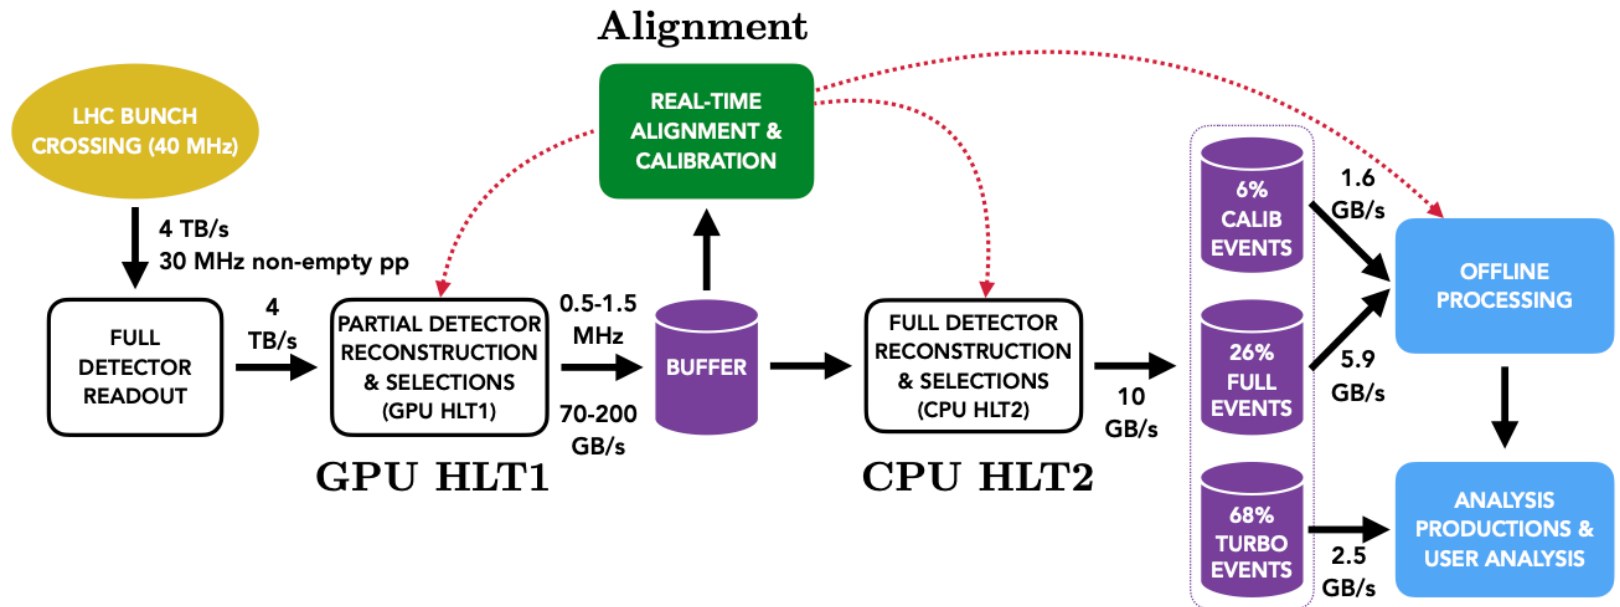 Alignment
LHC BUNCH
CROSSING (40 MHz)
4 TB/s
30 MHz non-empty pp
FULL
DETECTOR
READOUT
4
TB/s
PARTIAL DETECTOR
RECONSTRUCTION
& SELECTIONS
(GPU HLT1)
GPU HLT1
0.5-1.5
MHz
70-200
GB/s
REAL-TIME
ALIGNMENT &
CALIBRATION
BUFFER
FULL DETECTOR
RECONSTRUCTION
& SELECTIONS
(CPU HLT2)
CPU HLT2
10
GB/s
6%
CALIB
EVENTS
26%
FULL
EVENTS
68%
TURBO
EVENTS
1.6
GB/s
5.9
GB/s
2.5
GB/s
OFFLINE
PROCESSING
ANALYSIS
PRODUCTIONS &
USER ANALYSIS